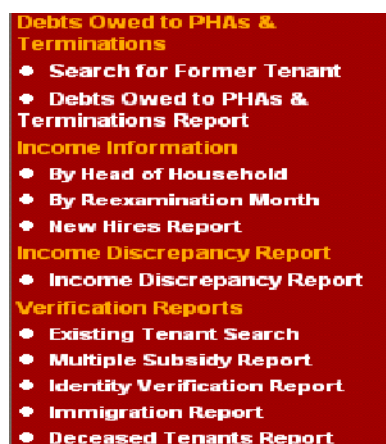 Debts Owed to PHAs &
Terminations
● Search for Former Tenant
● Debts Owed to PHAs &
Terminations Report
Income Information
● By Head of Household
● By Reexamination Month
● New Hires Report
Income Discrepancy Report
● Income Discrepancy Report
Verification Reports
● Existing Tenant Search
● Multiple Subsidy Report
● Identity Verification Report
● Immigration Report
● Deceased Tenants Report